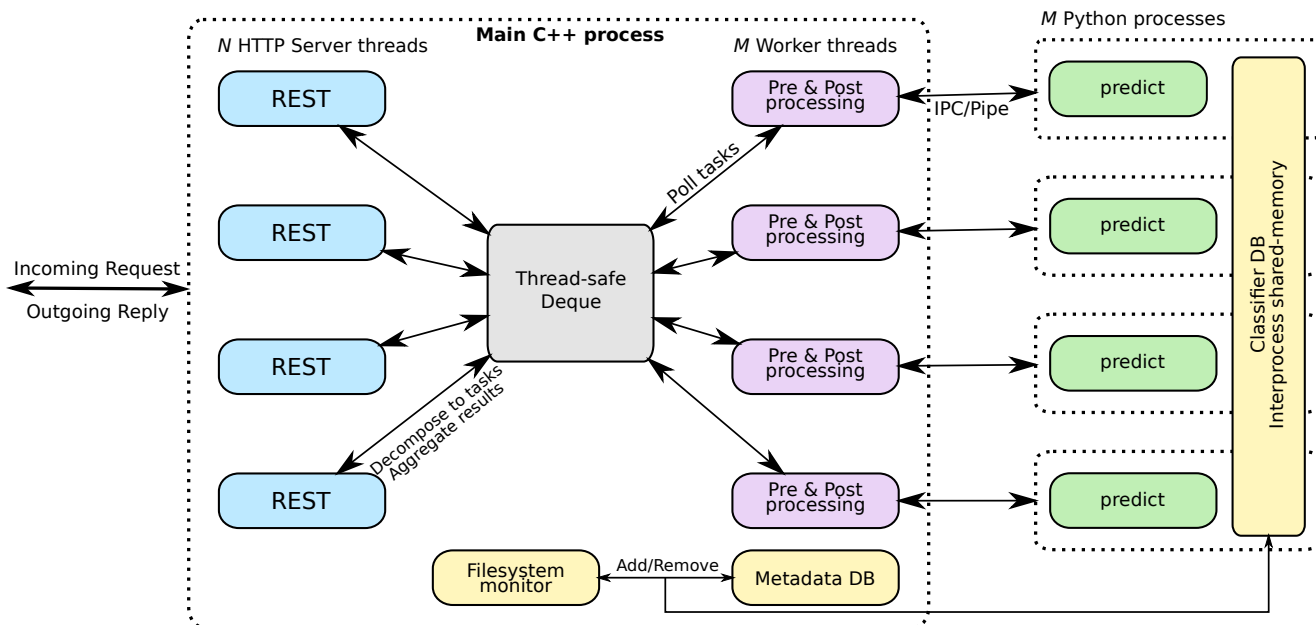 M Python processes
Main C++ process
N HTTP Server threads
M Worker threads
REST
Pre & Post
processing
IPC/Pipe
predict
Poll tasks
REST
Pre & Post
processing
predict
Incoming Request
Outgoing Reply
Thread-safe
Deque
Classifier DB
Interprocess shared-memory
REST
Pre & Post
processing
predict
Decompose to tasks
Aggregate results
REST
Pre & Post
processing
predict
Filesystem
monitor
Add/Remove
Metadata DB